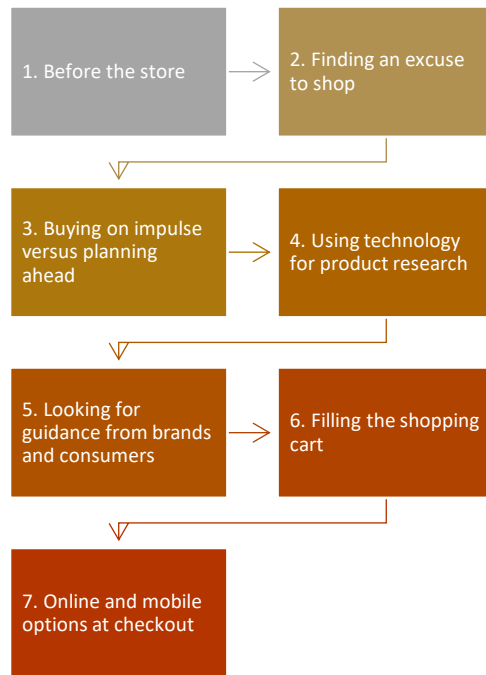 1. Before the
store
2. Finding an excuse
to shop
3. Buying on impulse
versus planning
ahead
4. Using technology
for product research
5. Looking for
guidance from brands
and consumers
6. Filling the shopping
cart
7. Online and mobile
options at checkout